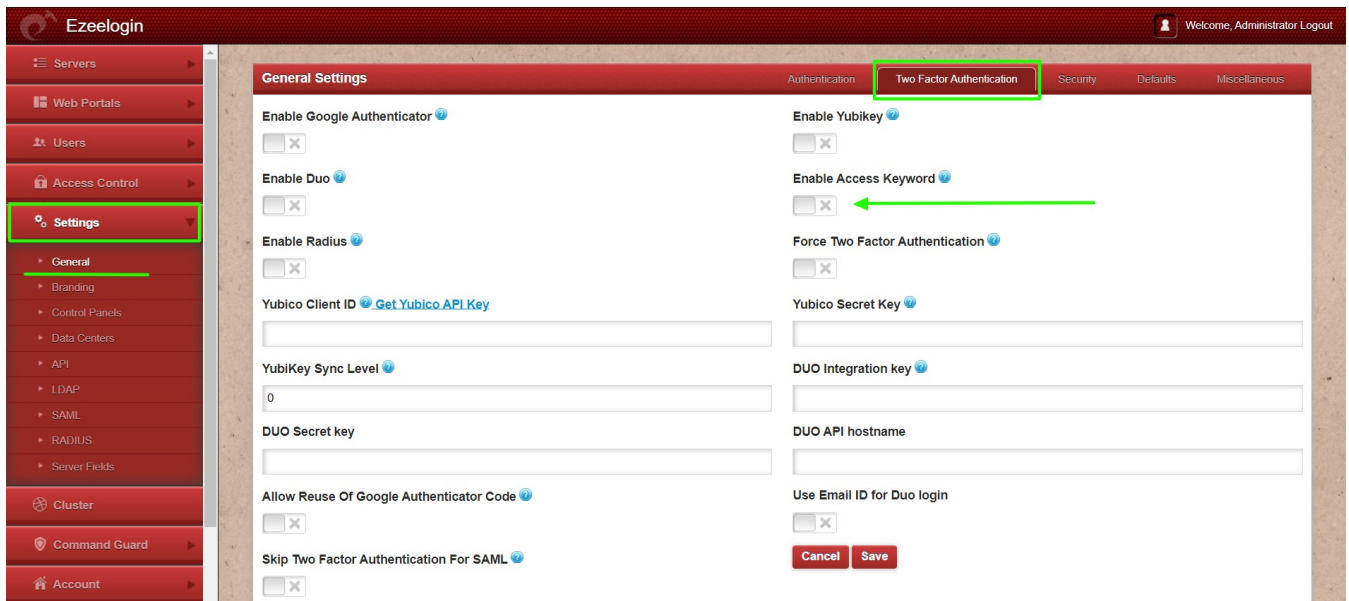 Ezeelogin
Welcome, Administrator Logout
Servers
Web Portals
Users
Access Control
Settings
General
Branding
Control Panels
Data Centers
API
LDAP
SAML
RADIUS
Server Fields
Cluster
Command Guard
Account
General Settings
Authentication Two Factor Authentication Security Defaults Miscellaneous
Enable Google Authenticator ? Enable Yubikey ?
Enable Duo ? Enable Access Keyword ?
Enable Radius ? Force Two Factor Authentication ?
Yubico Client ID ? Get Yubico API Key Yubico Secret Key ?
YubiKey Sync Level ? DUO Integration key ?
0
DUO Secret key DUO API hostname
Allow Reuse Of Google Authenticator Code ? Use Email ID for Duo login
Skip Two Factor Authentication For SAML ? Cancel Save